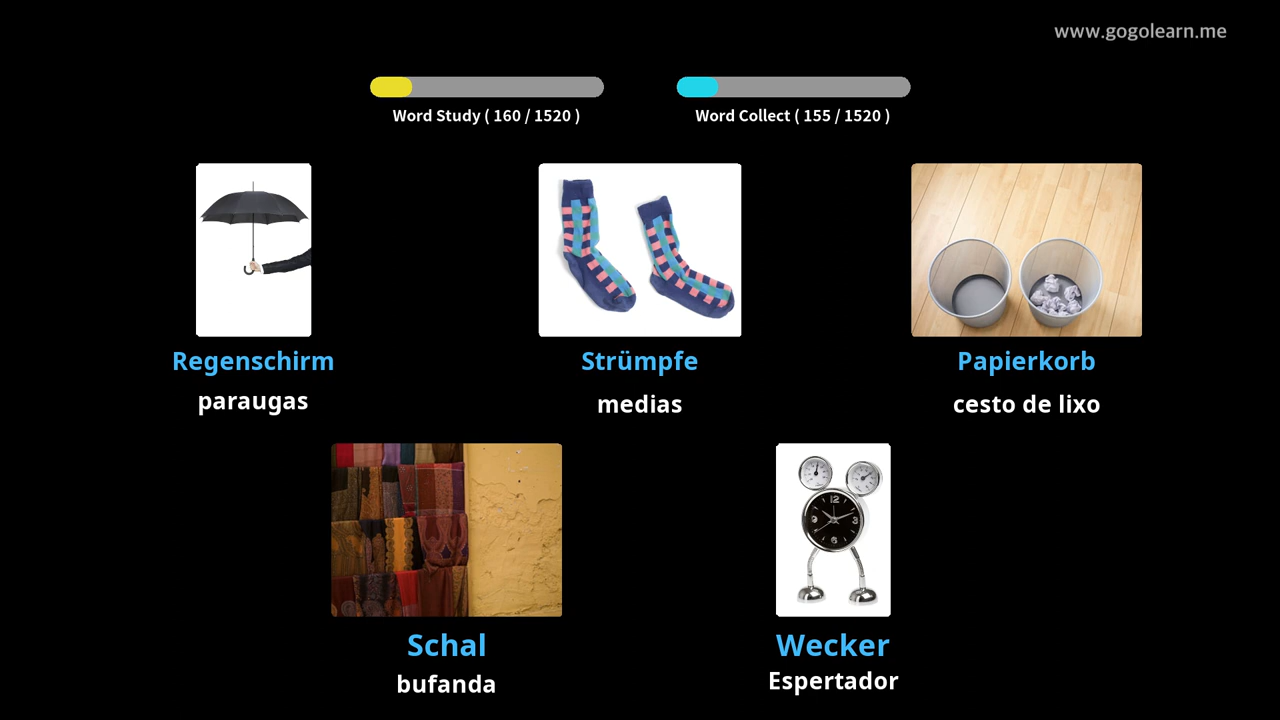 www.gogolearn.me
Word Study ( 160 / 1520 )
Word Collect ( 155 / 1520 )
Regenschirm
paraugas
Strümpfe
medias
Papierkorb
cesto de lixo
Schal
bufanda
Wecker
Espertador